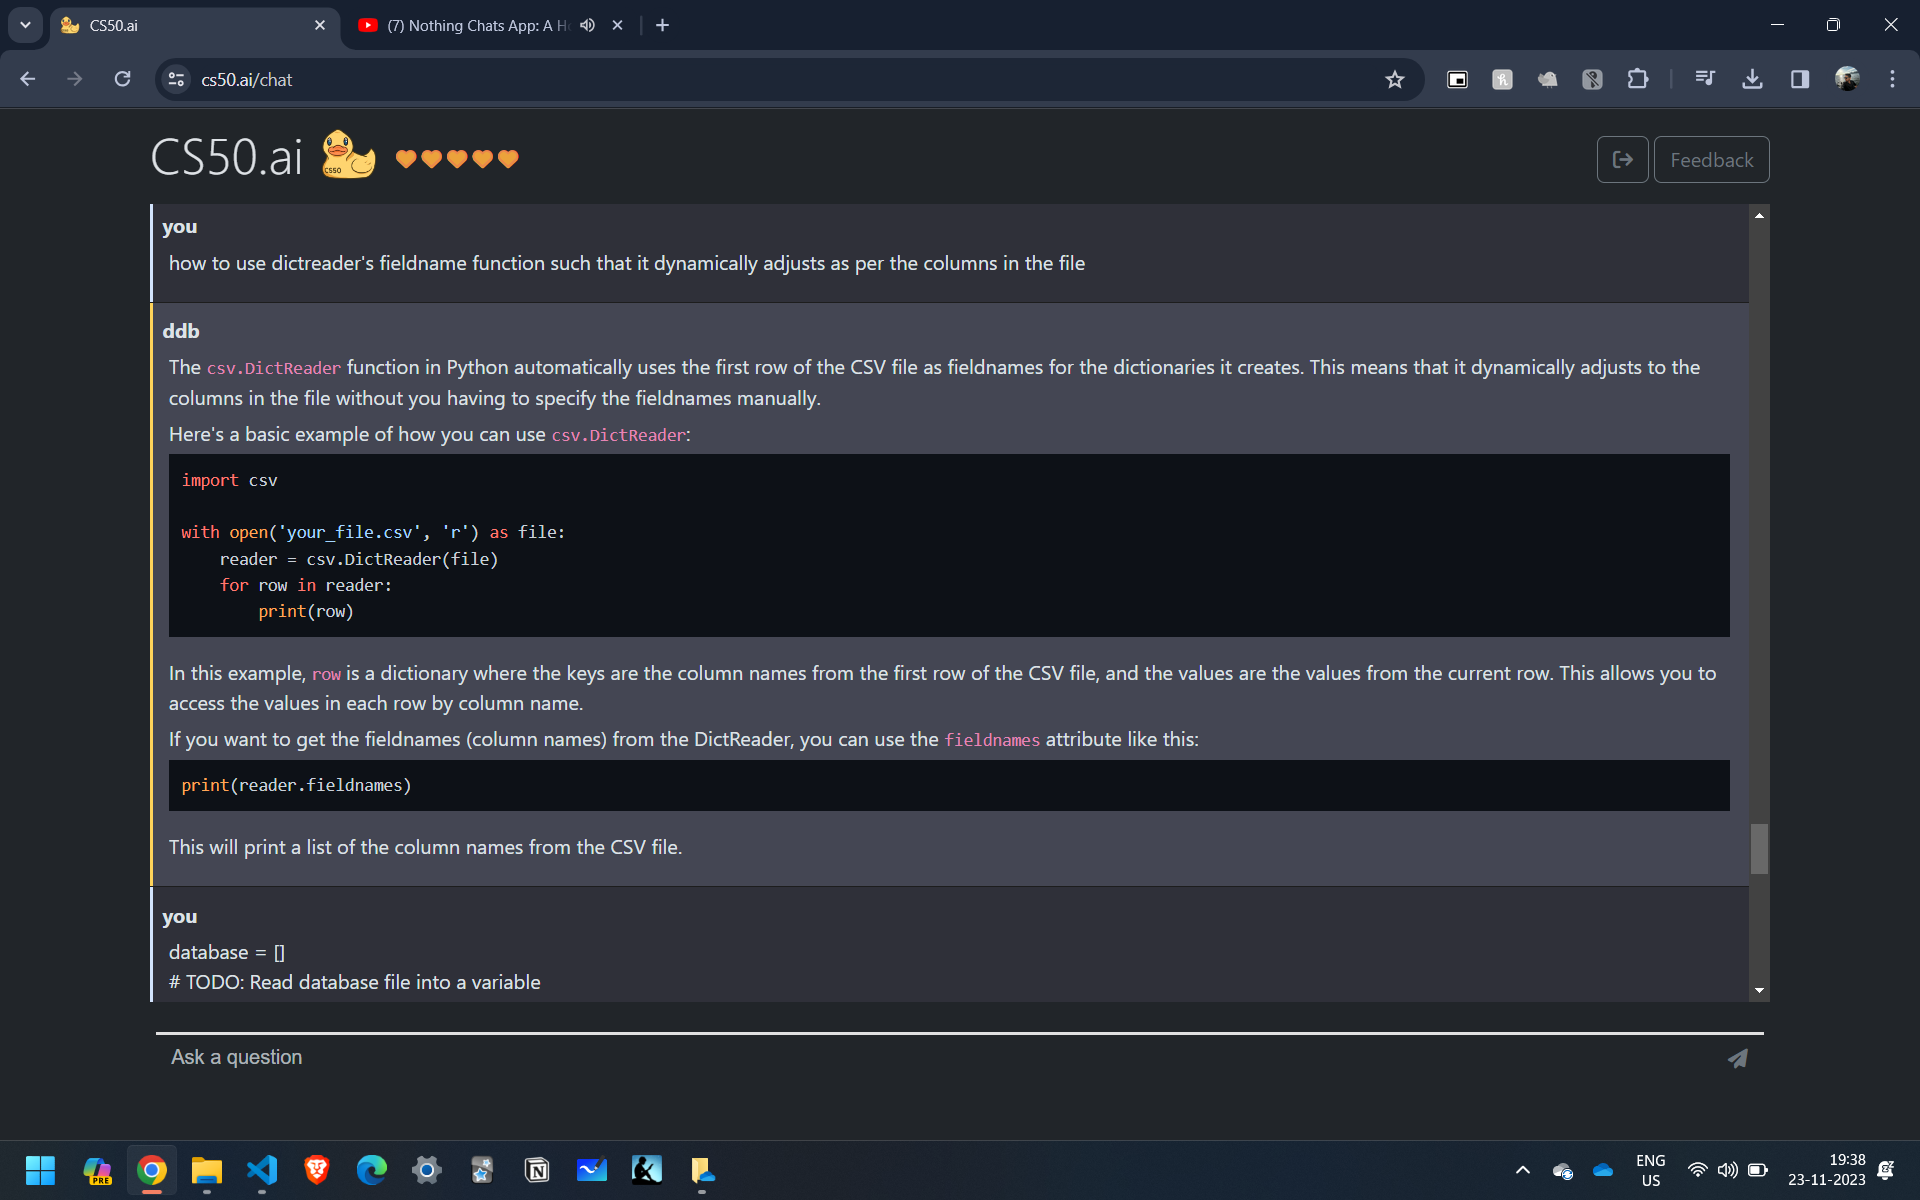 CS50.ai
(7) Nothing Chats App: A H
cs50.ai/chat
CS50.ai
CS50
Feedback
you
how to use dictreader's fieldname function such that it dynamically adjusts as per the columns in the file
ddb
The csv.DictReader function in Python automatically uses the first row of the CSV file as fieldnames for the dictionaries it creates. This means that it dynamically adjusts to the
columns in the file without you having to specify the fieldnames manually.
Here's a basic example of how you can use csv.DictReader:
import csv
with open('your_file.csv', 'r') as file:
    reader = csv.DictReader(file)
    for row in reader:
        print(row)
In this example, row is a dictionary where the keys are the column names from the first row of the CSV file, and the values are the values from the current row. This allows you to
access the values in each row by column name.
If you want to get the fieldnames (column names) from the DictReader, you can use the fieldnames attribute like this:
print(reader.fieldnames)
This will print a list of the column names from the CSV file.
you
database = []
# TODO: Read database file into a variable
Ask a question
PRE
ENG
US
19:38
23-11-2023